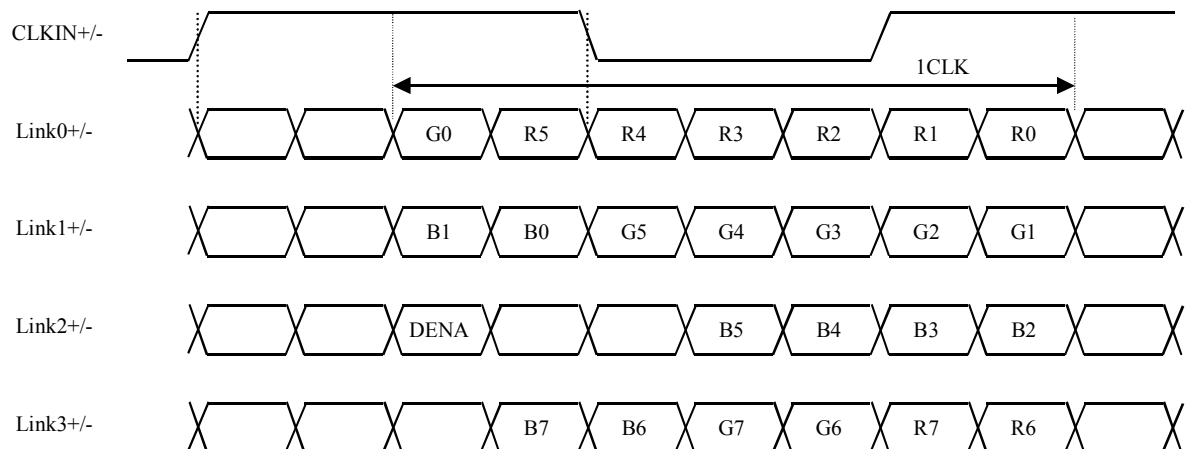 CLKIN+/-
1CLK
Link0+/- G0 R5 R4 R3 R2 R1 R0
Link1+/- B1 B0 G5 G4 G3 G2 G1
Link2+/- DENA B5 B4 B3 B2
Link3+/- B7 B6 G7 G6 R7 R6